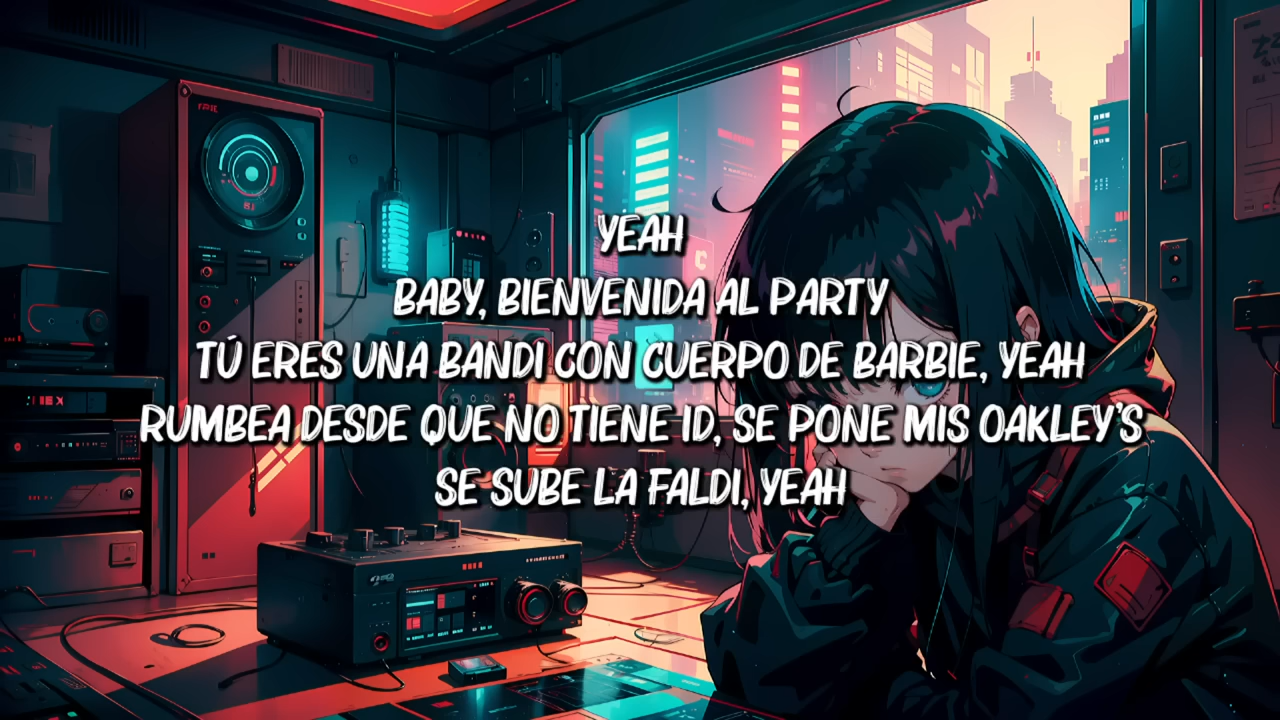 YEAH
BABY, BIENVENIDA AL PARTY
TÚ ERES UNA BANDI CON CUERPO DE BARBIE, YEAH
RUMBEA DESDE QUE NO TIENE ID, SE PONE MIS OAKLEY'S
SE SUBE LA FALDI, YEAH